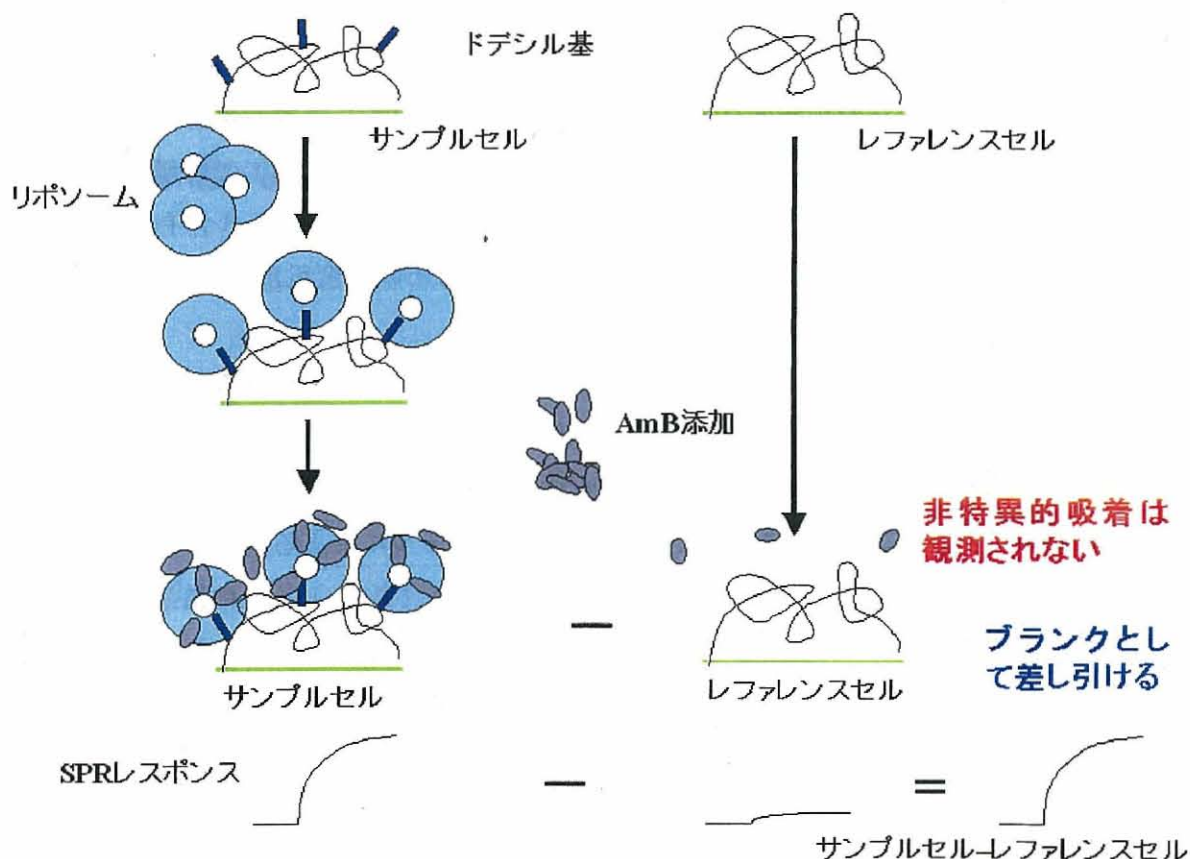 ドデシル基
サンプルセル
レファレンスセル
リポソーム
AmB添加
非特異的吸着は
観測されない
サンプルセル
レファレンスセル
ブランクとし
て差し引ける
SPRレスポンス
サンプルセル-レファレンスセル